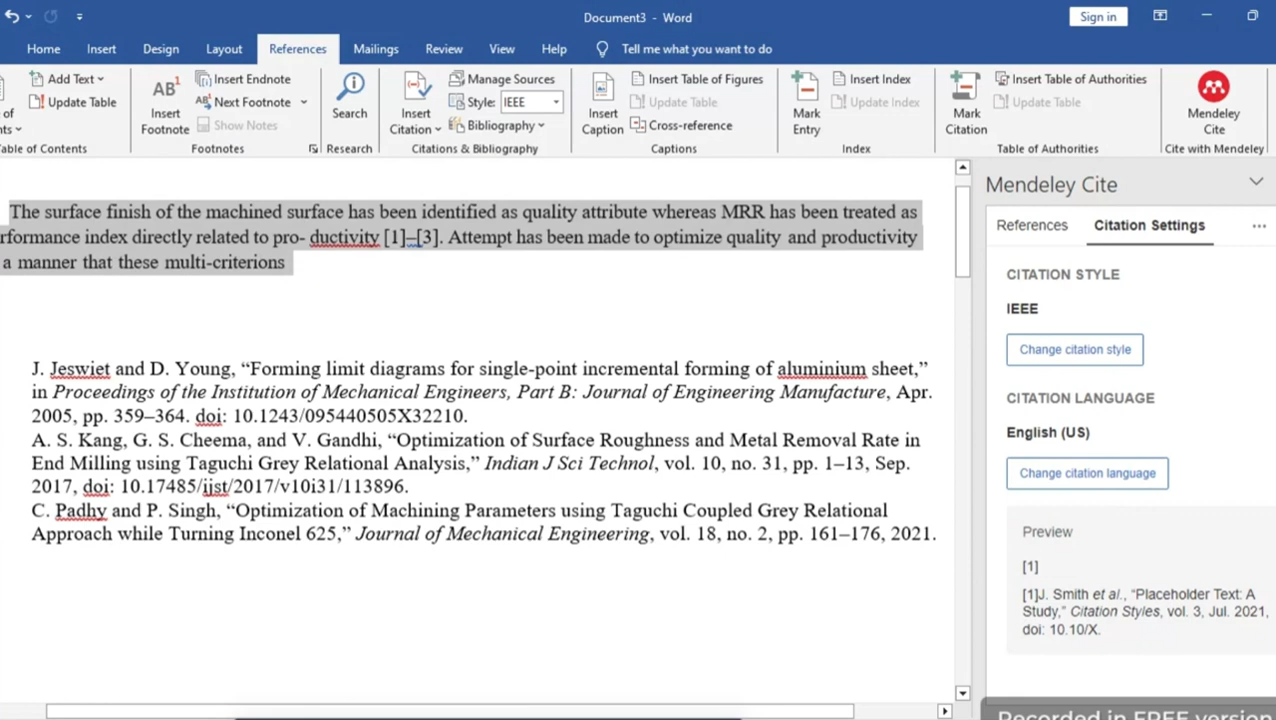 Document3 - Word
Sign in
Home Insert Design Layout References Mailings Review View Help Tell me what you want to do
Add Text
Update Table
of
Table of Contents
AB1
Insert Footnote
Insert Endnote
AB1 Next Footnote
Show Notes
Footnotes
Search
Research
Insert Citation
Manage Sources
Style: IEEE
Bibliography
Citations & Bibliography
Insert Caption
Insert Table of Figures
Update Table
Cross-reference
Captions
Mark Entry
Insert Index
Update Index
Index
Mark Citation
Insert Table of Authorities
Update Table
Table of Authorities
Mendeley Cite
Cite with Mendeley
The surface finish of the machined surface has been identified as quality attribute whereas MRR has been treated as
rformance index directly related to pro- ductivity [1]–[3]. Attempt has been made to optimize quality and productivity
a manner that these multi-criterions
J. Jeswiet and D. Young, “Forming limit diagrams for single-point incremental forming of aluminium sheet,”
in Proceedings of the Institution of Mechanical Engineers, Part B: Journal of Engineering Manufacture, Apr.
2005, pp. 359–364. doi: 10.1243/095440505X32210.
A. S. Kang, G. S. Cheema, and V. Gandhi, “Optimization of Surface Roughness and Metal Removal Rate in
End Milling using Taguchi Grey Relational Analysis,” Indian J Sci Technol, vol. 10, no. 31, pp. 1–13, Sep.
2017, doi: 10.17485/ijst/2017/v10i31/113896.
C. Padhy and P. Singh, “Optimization of Machining Parameters using Taguchi Coupled Grey Relational
Approach while Turning Inconel 625,” Journal of Mechanical Engineering, vol. 18, no. 2, pp. 161–176, 2021.
Mendeley Cite
References Citation Settings ...
CITATION STYLE
IEEE
Change citation style
CITATION LANGUAGE
English (US)
Change citation language
Preview
[1]
[1]J. Smith et al., “Placeholder Text: A
Study,” Citation Styles, vol. 3, Jul. 2021,
doi: 10.10/X.
Recorded in FREE version